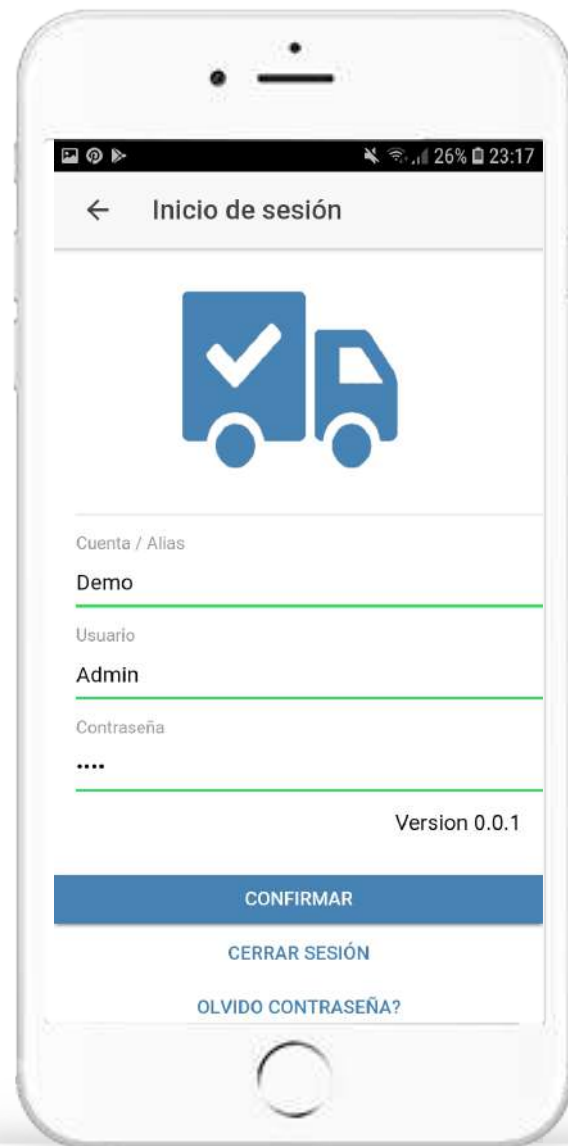 26% 23:17
Inicio de sesión
Cuenta / Alias
Demo
Usuario
Admin
Contraseña
••••
Version 0.0.1
CONFIRMAR
CERRAR SESIÓN
OLVIDO CONTRASEÑA?